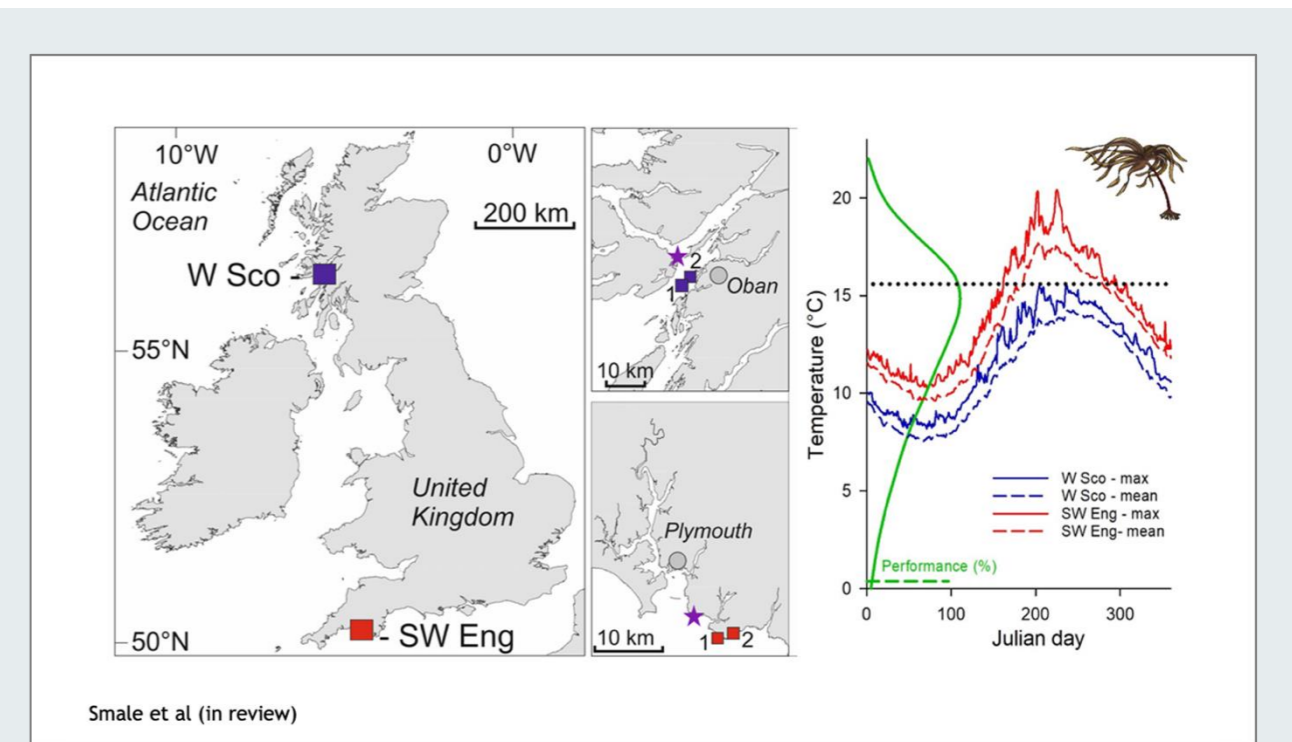 10°W
0°W
Atlantic
Ocean
200 km
W Sco
55°N
United
Kingdom
50°N
SW Eng
2
1
Oban
10 km
Plymouth
10 km
1
2
Temperature (°C)
20
15
10
5
0
W Sco - max
W Sco - mean
SW Eng - max
SW Eng- mean
Performance (%)
0
100
200
300
Julian day
Smale et al (in review)